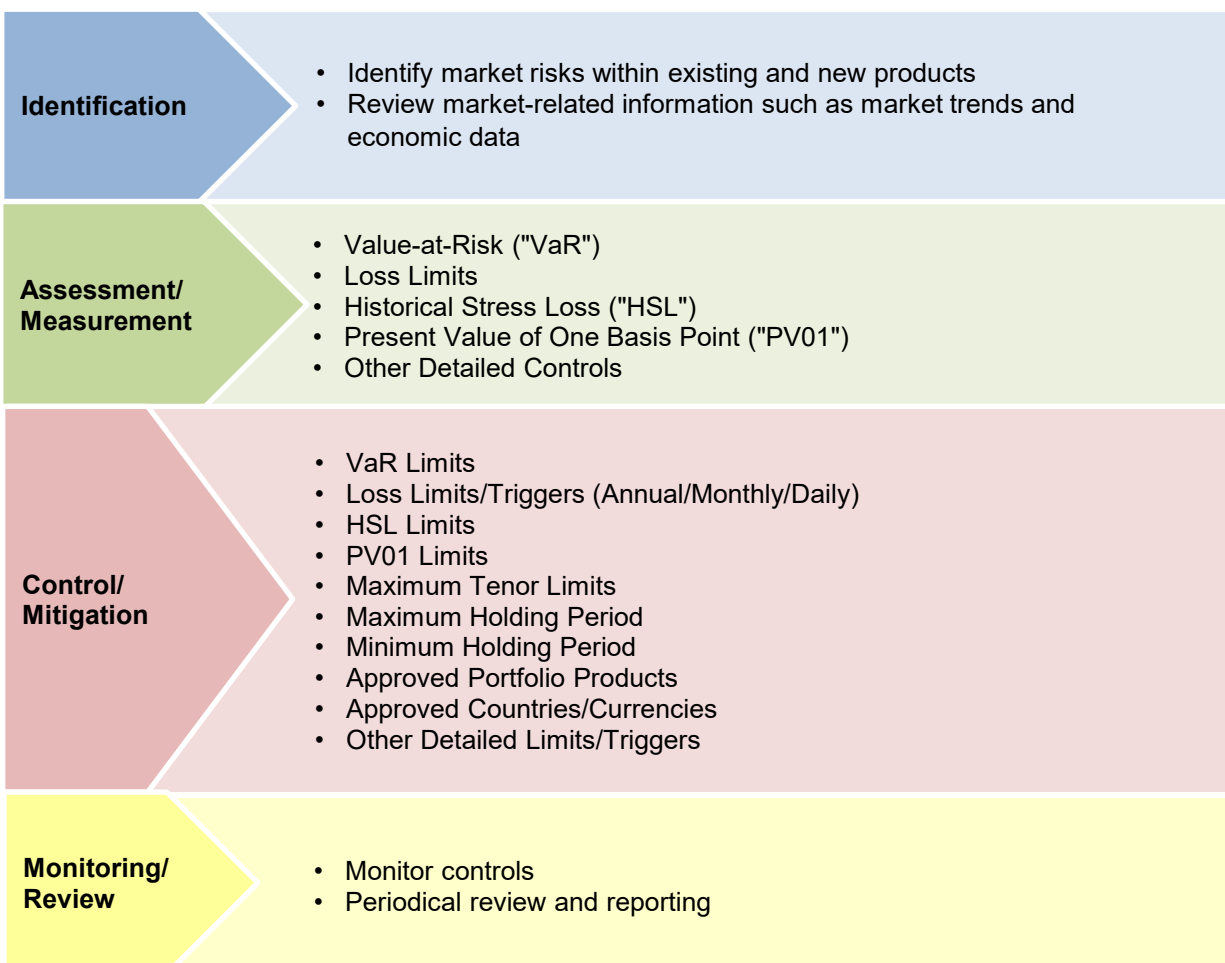 Identification
• Identify market risks within existing and new products
• Review market-related information such as market trends and
economic data
Assessment/
Measurement
• Value-at-Risk ("VaR")
• Loss Limits
• Historical Stress Loss ("HSL")
• Present Value of One Basis Point ("PV01")
• Other Detailed Controls
Control/
Mitigation
• VaR Limits
• Loss Limits/Triggers (Annual/Monthly/Daily)
• HSL Limits
• PV01 Limits
• Maximum Tenor Limits
• Maximum Holding Period
• Minimum Holding Period
• Approved Portfolio Products
• Approved Countries/Currencies
• Other Detailed Limits/Triggers
Monitoring/
Review
• Monitor controls
• Periodical review and reporting